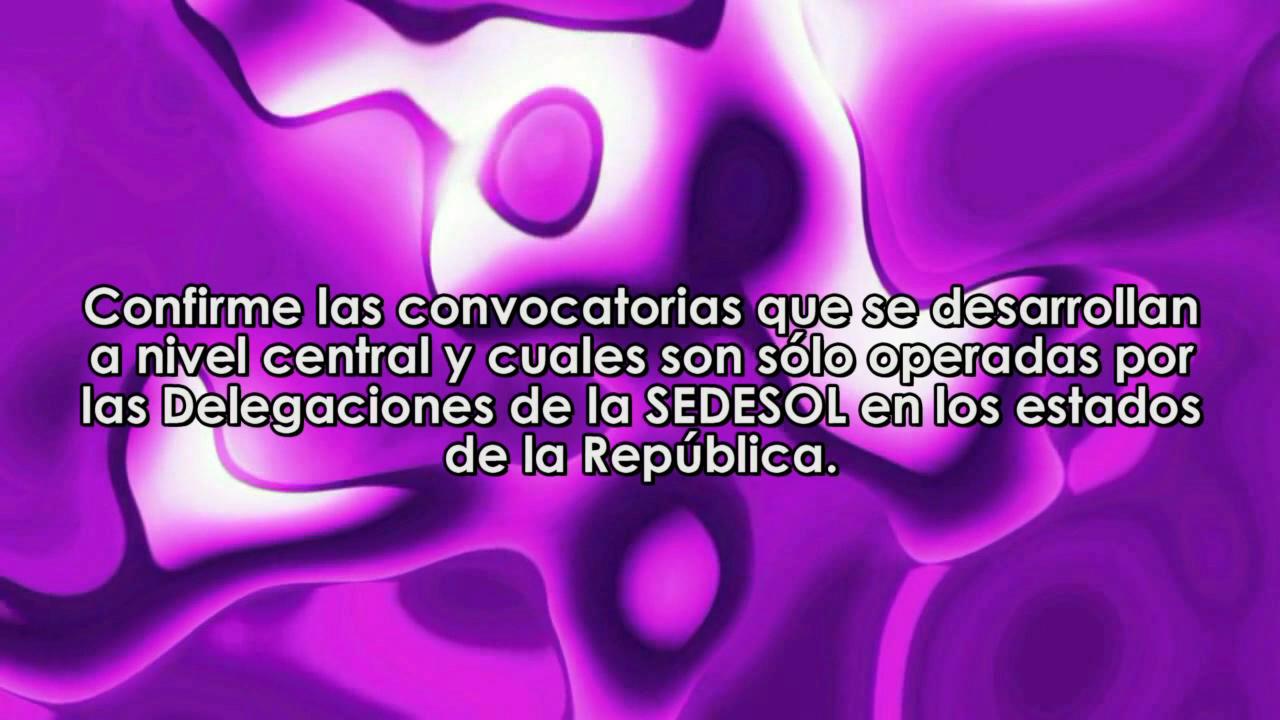 Confirme las convocatorias que se desarrollan
a nivel central y cuales son sólo operadas por
las Delegaciones de la SEDESOL en los estados
de la República.